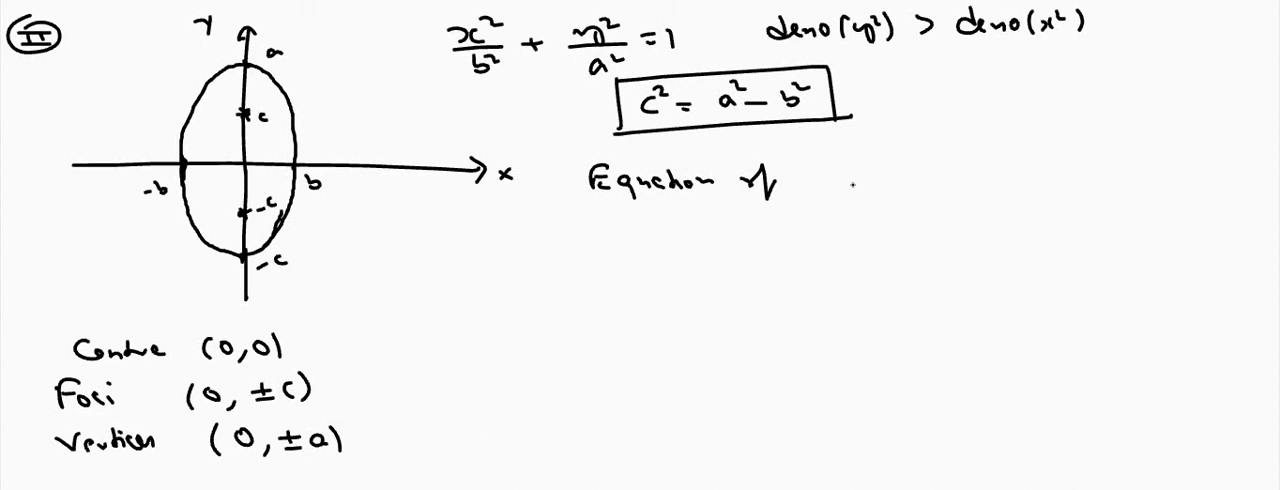 II
y
x²/b² + y²/a² = 1 deno(y²) > deno(x²)
a
c² = a² - b²
c
-b b x
Equation of
-c
-c
Centre (0,0)
Foci (0, ±c)
Vertices (0, ±a)